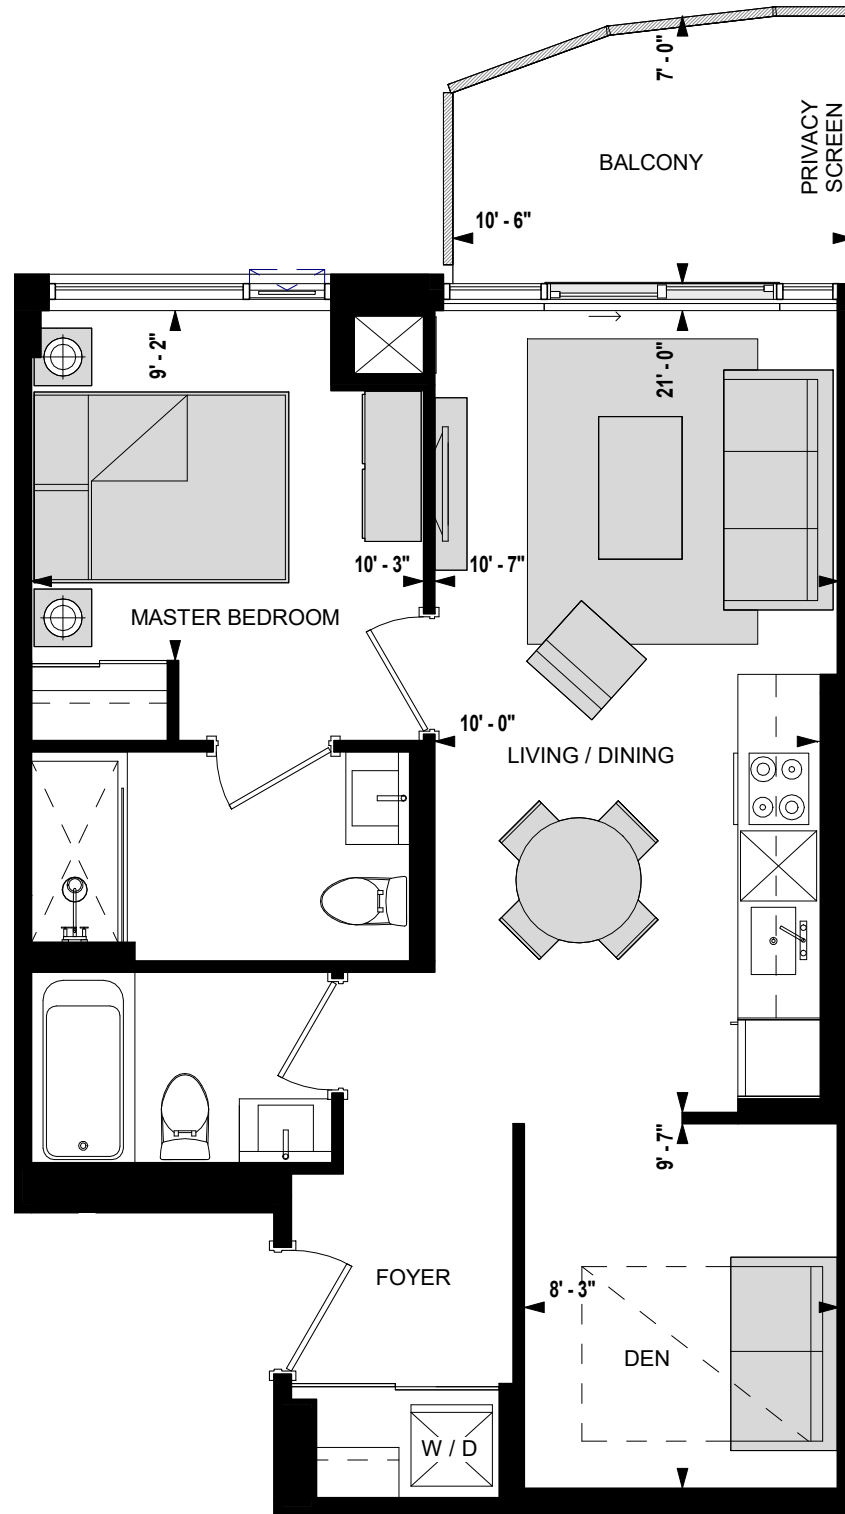 7' - 0"
PRIVACY
SCREEN
BALCONY
10' - 6"
9' - 2"
21' - 0"
10' - 3"
10' - 7"
MASTER BEDROOM
10' - 0"
LIVING / DINING
9' - 7"
FOYER
8' - 3"
DEN
W / D